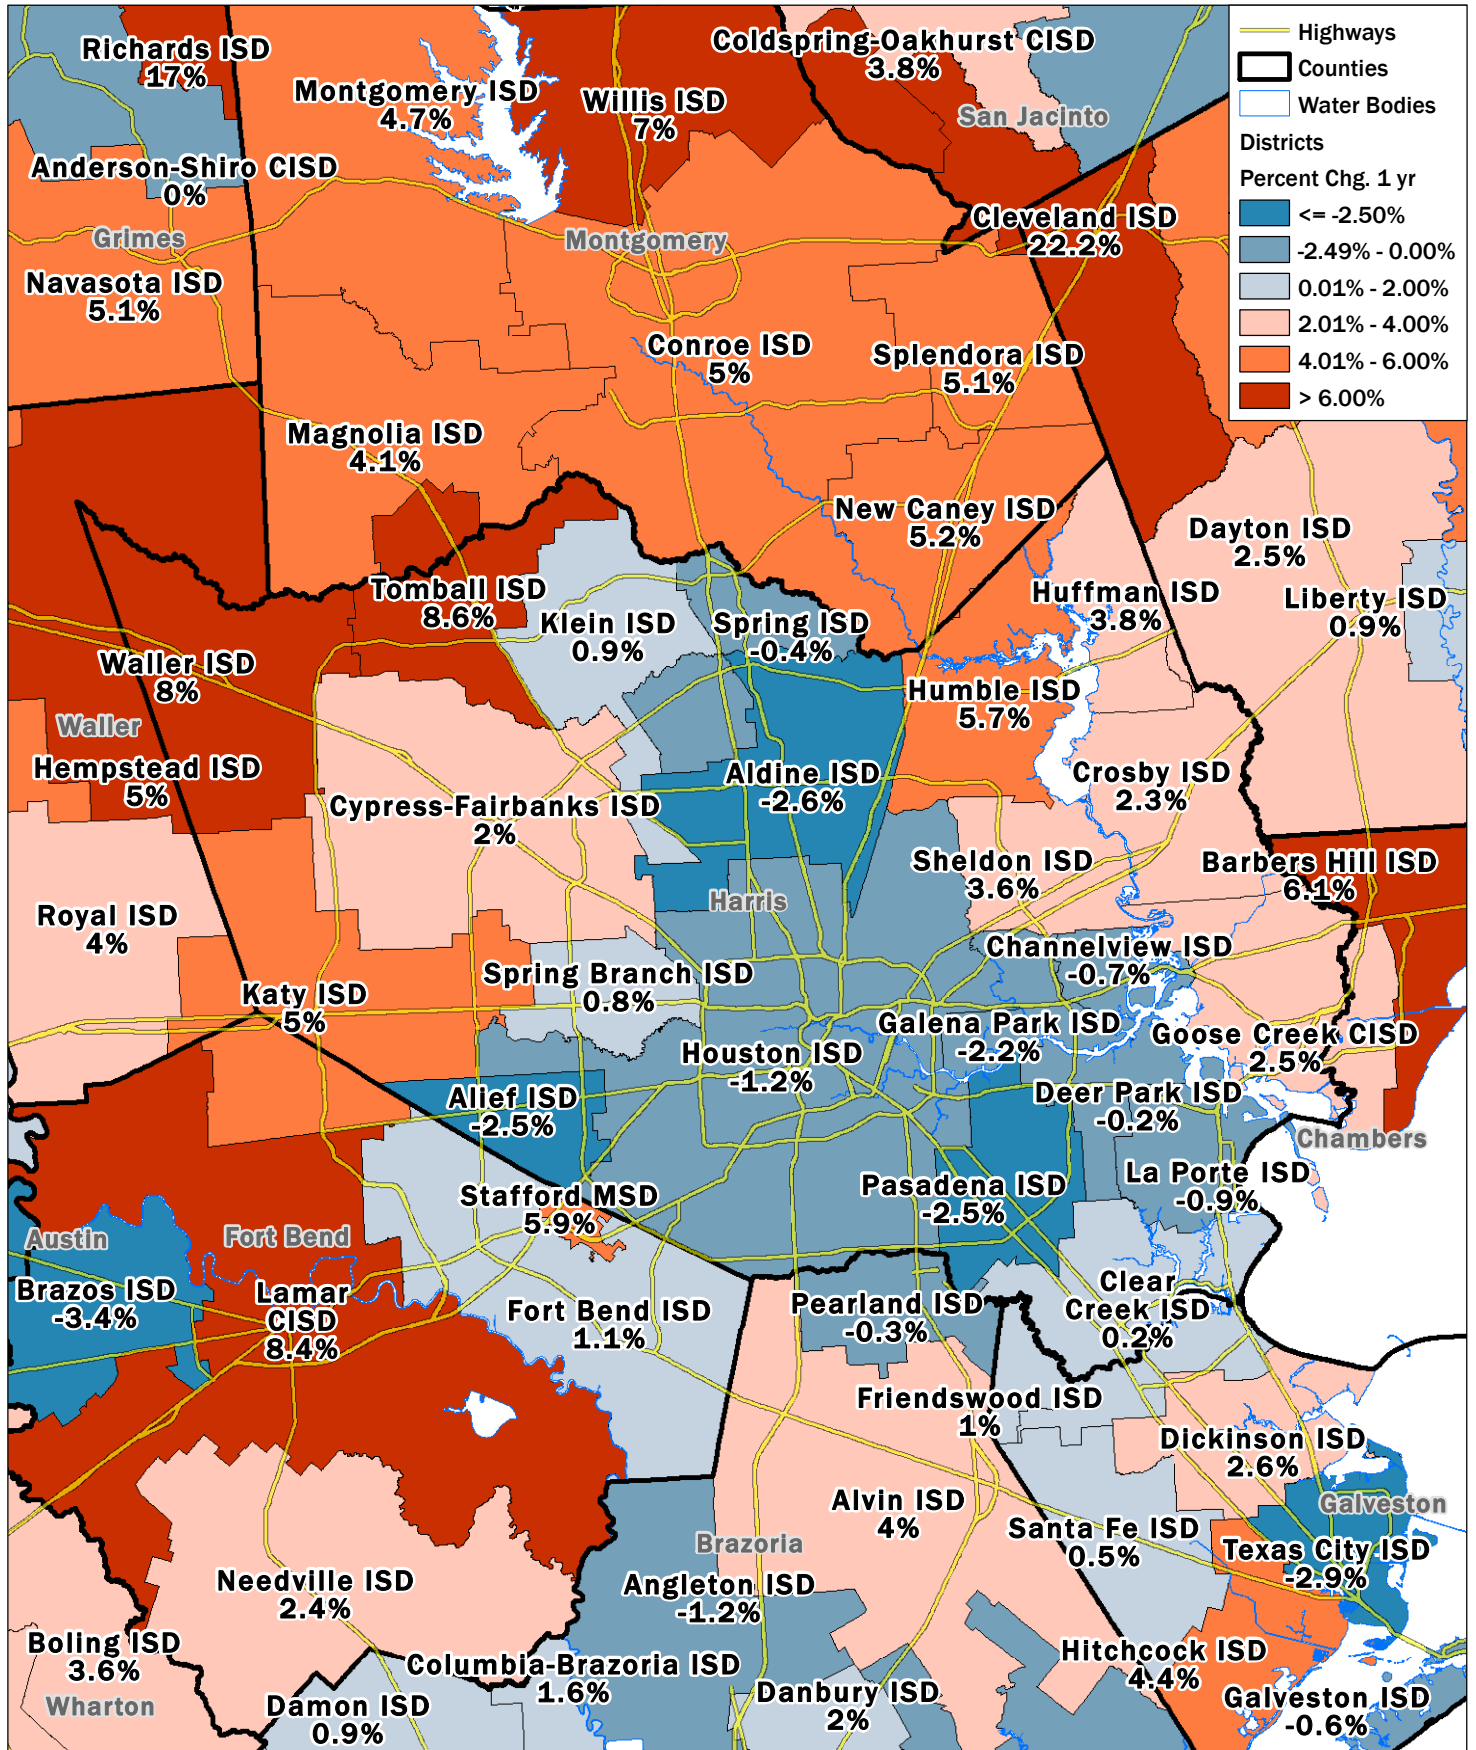 Richards ISD
17%
Coldspring-Oakhurst CISD
3.8%
Montgomery ISD
4.7%
Willis ISD
7%
San Jacinto
Anderson-Shiro CISD
0%
Grimes
Montgomery
Cleveland ISD
22.2%
Navasota ISD
5.1%
Conroe ISD
5%
Splendora ISD
5.1%
Magnolia ISD
4.1%
New Caney ISD
5.2%
Dayton ISD
2.5%
Tomball ISD
8.6%
Klein ISD
0.9%
Spring ISD
-0.4%
Huffman ISD
3.8%
Liberty ISD
0.9%
Waller ISD
8%
Humble ISD
5.7%
Waller
Hempstead ISD
5%
Cypress-Fairbanks ISD
2%
Aldine ISD
-2.6%
Crosby ISD
2.3%
Sheldon ISD
3.6%
Barbers Hill ISD
6.1%
Harris
Royal ISD
4%
Channelview ISD
-0.7%
Spring Branch ISD
0.8%
Katy ISD
5%
Galena Park ISD
-2.2%
Goose Creek CISD
2.5%
Houston ISD
-1.2%
Alief ISD
-2.5%
Deer Park ISD
-0.2%
Chambers
La Porte ISD
-0.9%
Pasadena ISD
-2.5%
Stafford MSD
5.9%
Austin
Fort Bend
Brazos ISD
-3.4%
Lamar
CISD
8.4%
Fort Bend ISD
1.1%
Pearland ISD
-0.3%
Clear
Creek ISD
0.2%
Friendswood ISD
1%
Dickinson ISD
2.6%
Alvin ISD
4%
Santa Fe ISD
0.5%
Galveston
Texas City ISD
-2.9%
Brazoria
Needville ISD
2.4%
Angleton ISD
-1.2%
Boling ISD
3.6%
Wharton
Columbia-Brazoria ISD
1.6%
Damon ISD
0.9%
Danbury ISD
2%
Hitchcock ISD
4.4%
Galveston ISD
-0.6%
Highways
Counties
Water Bodies
Districts
Percent Chg. 1 yr
<= -2.50%
-2.49% - 0.00%
0.01% - 2.00%
2.01% - 4.00%
4.01% - 6.00%
> 6.00%